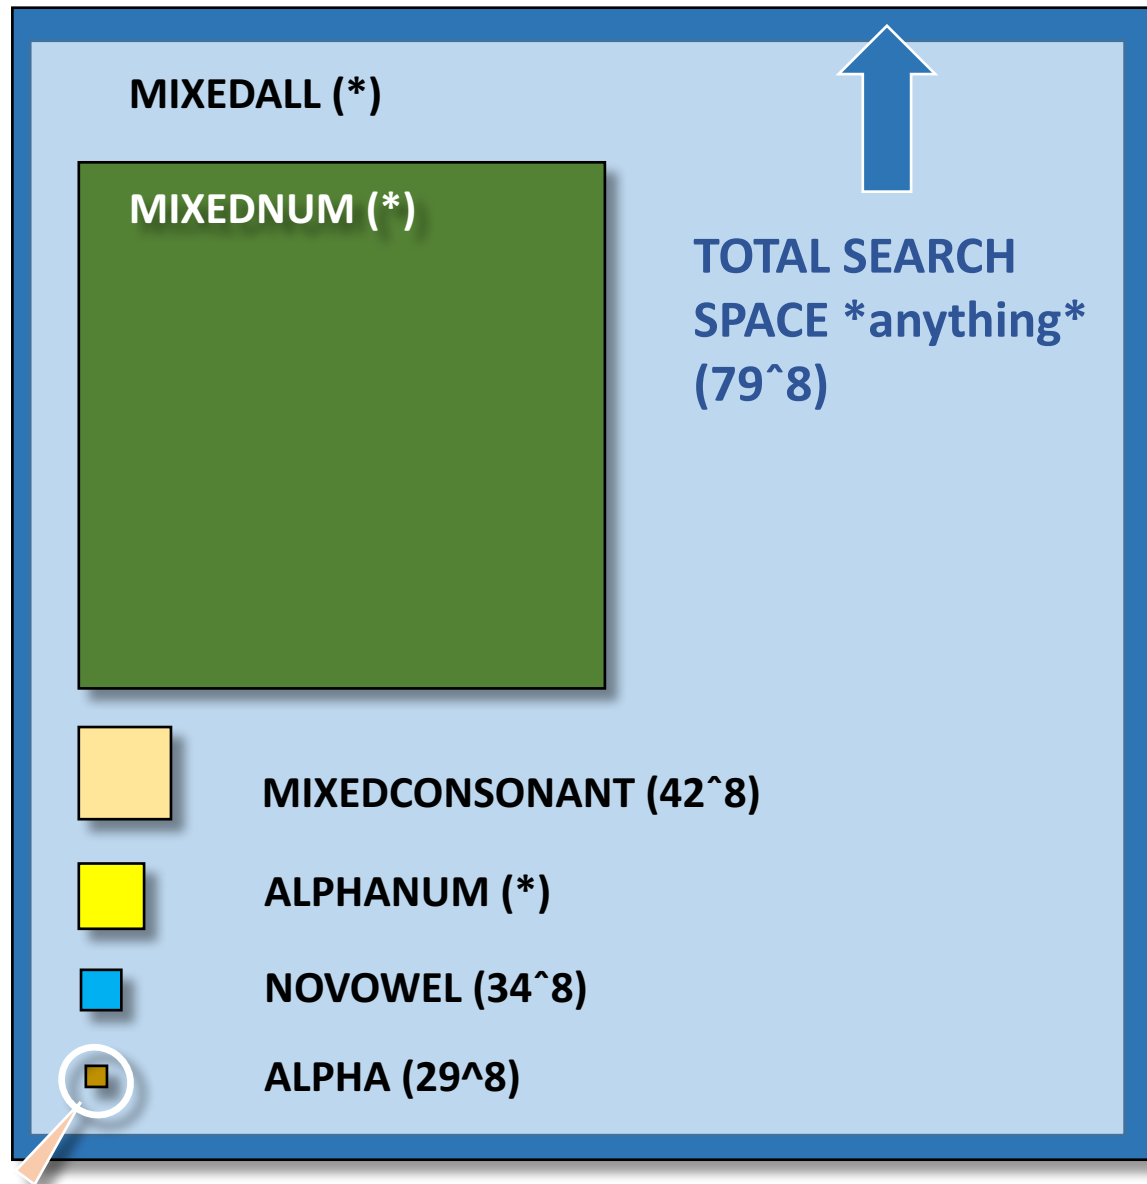 MIXEDALL (*)
MIXEDNUM (*)
TOTAL SEARCH
SPACE *anything*
(79ˆ8)
MIXEDCONSONANT (42ˆ8)
ALPHANUM (*)
NOVOWEL (34ˆ8)
ALPHA (29^8)